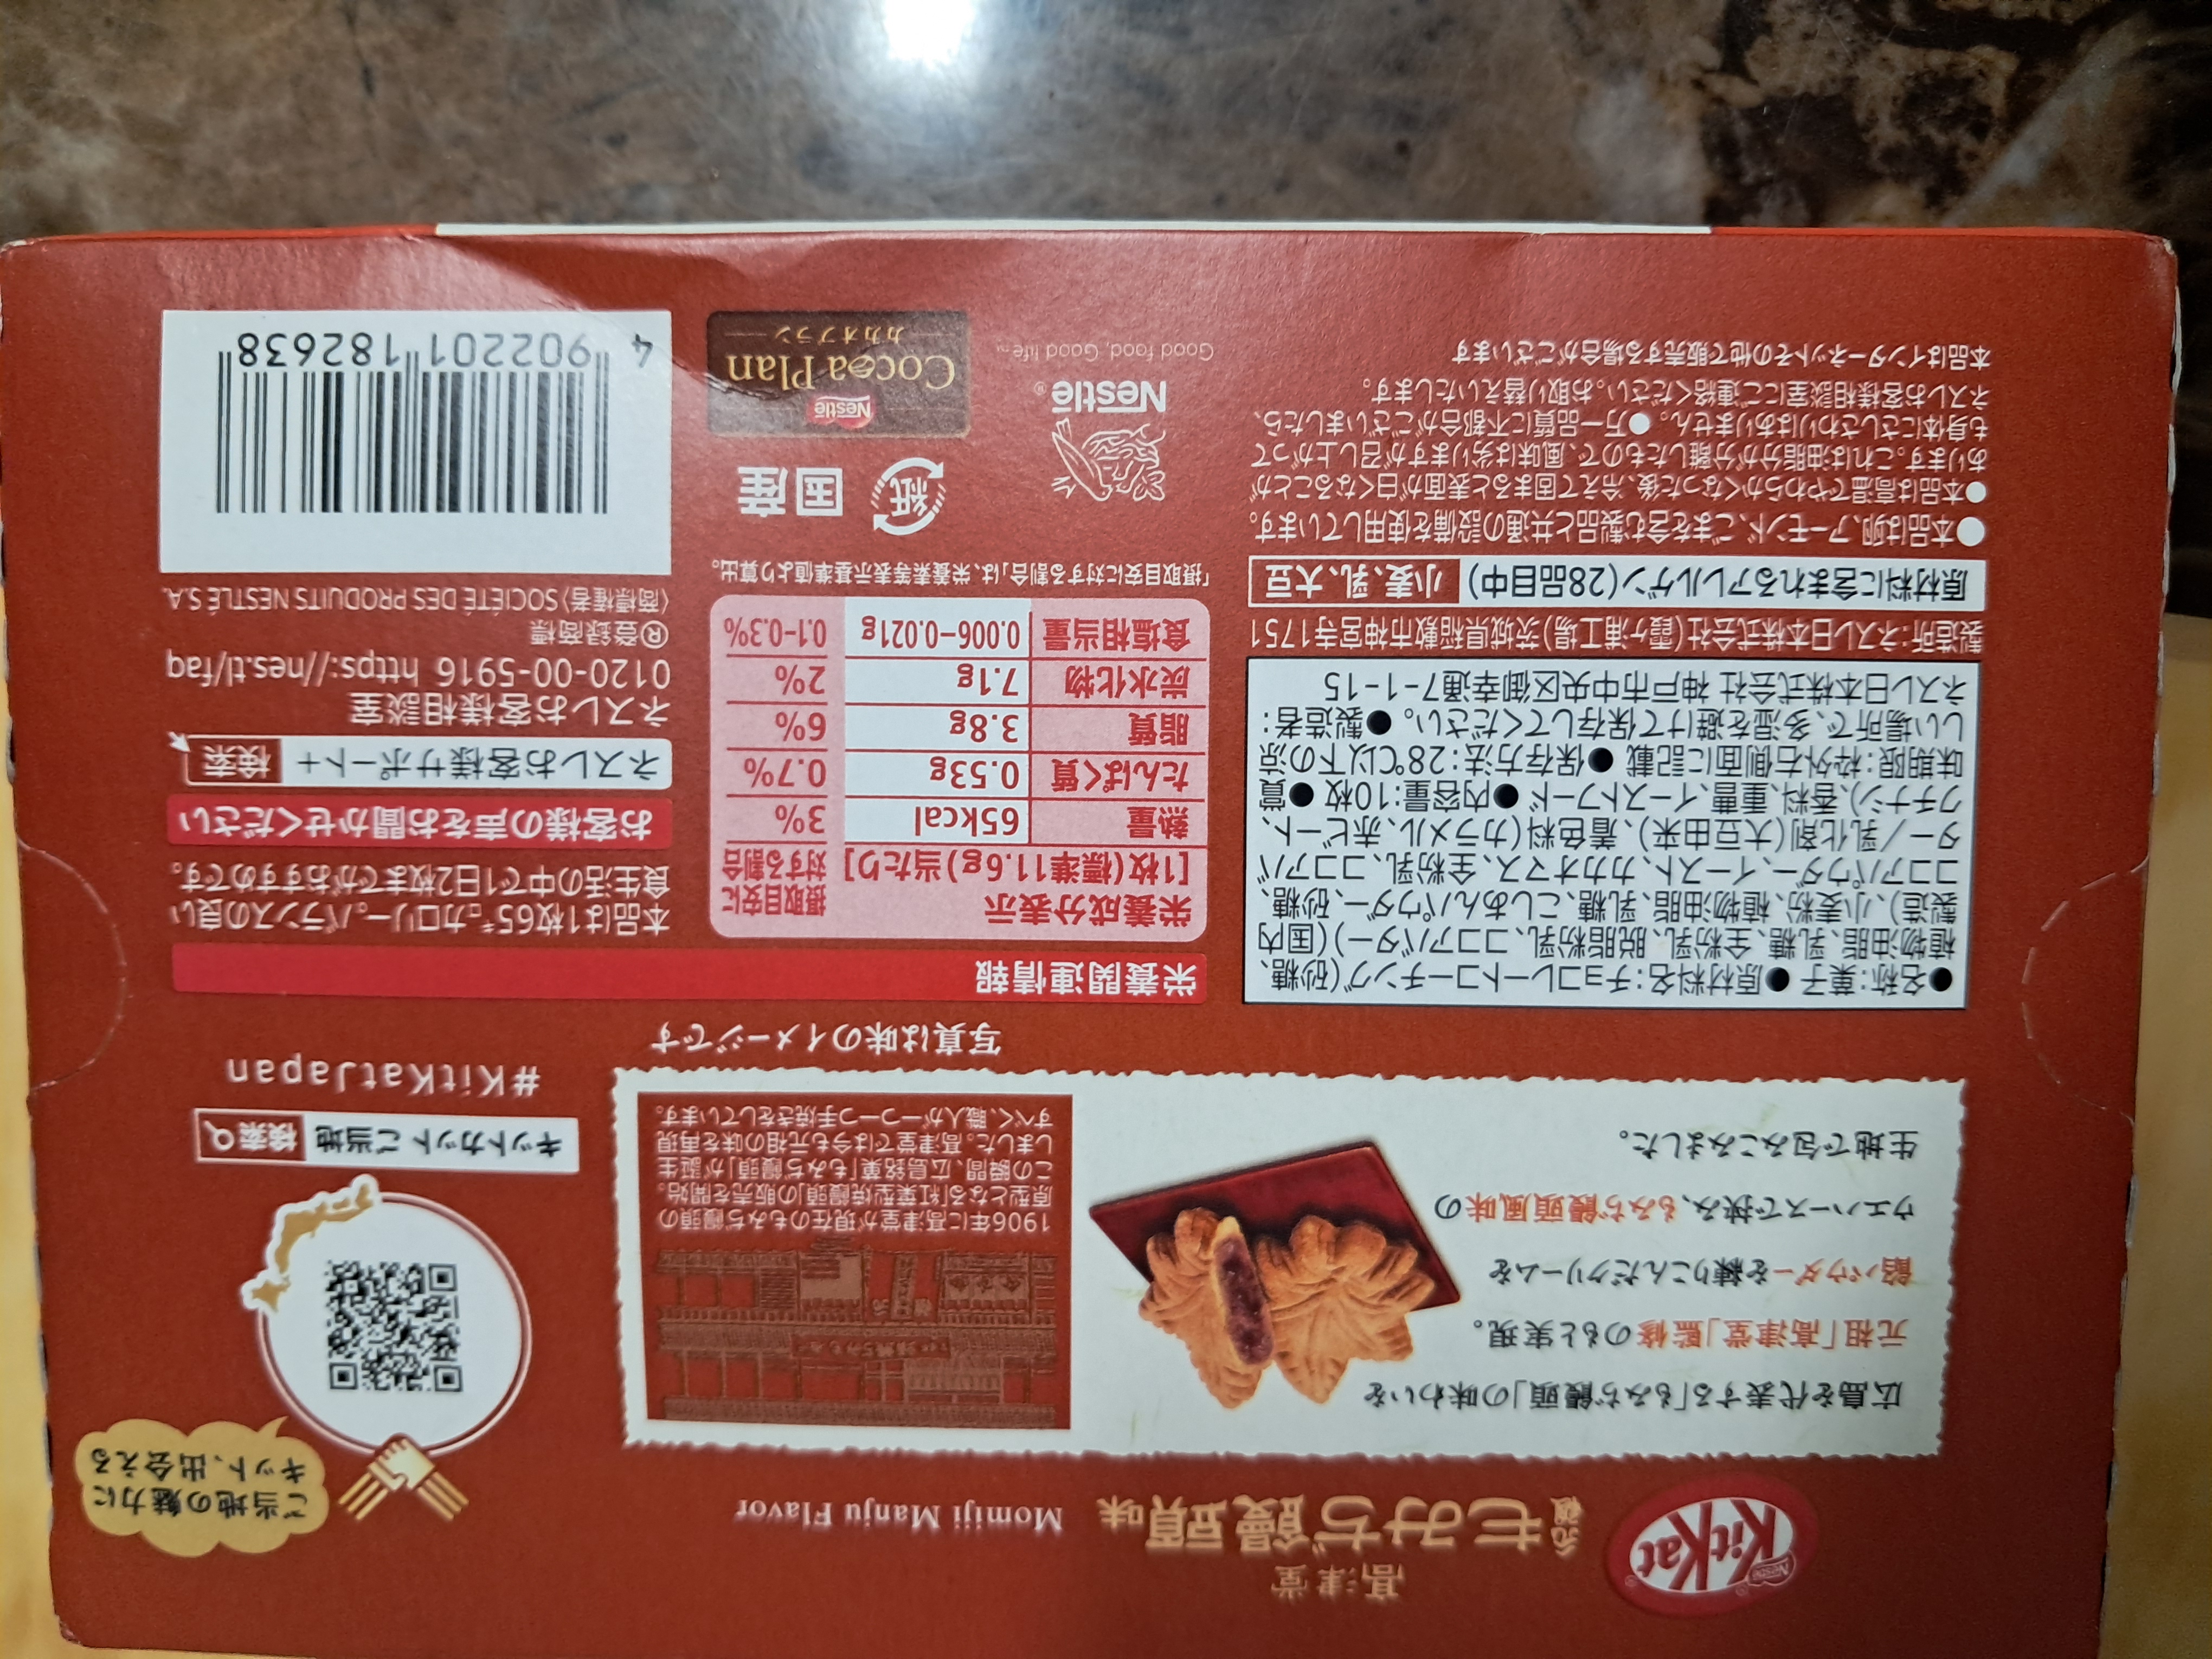 Nestlé
KitKat
高津堂
元祖
もみぢ饅頭味
Momiji Manju Flavor
ご当地の魅力に
キット、出会える
広島を代表する「もみぢ饅頭」の味わいを
元祖「高津堂」監修のもと実現。
餡パウダーを練りこんだクリームを
ウエハースで挟み、もみぢ饅頭風味の
生地で包みこみました。
1906年に高津堂が現在のもみぢ饅頭の
原型となる「紅葉型焼饅頭」の販売を開始。
この瞬間、広島銘菓「もみぢ饅頭」が誕生
しました。高津堂では今も元祖の味を再現
すべく、職人が一つ一つ手焼きをしています。
写真は味のイメージです
キットカット ご当地 検索
#KitKatJapan
●名称:菓子 ●原材料名:チョコレートコーチング(砂糖、
植物油脂、乳糖、全粉乳、脱脂粉乳、ココアバター)(国内
製造)、小麦粉、植物油脂、乳糖、こしあんパウダー、砂糖、
ココアパウダー、イースト、カカオマス、全粉乳、ココアバ
ター/乳化剤(大豆由来)、着色料(カラメル、赤ビート、
クチナシ)、香料、重曹、イーストフード ●内容量:10枚 ●賞
味期限:枠外右側面に記載 ●保存方法:28℃以下の涼
しい場所で、多湿を避けて保存してください。 ●製造者:
ネスレ日本株式会社 神戸市中央区御幸通7-1-15
製造所:ネスレ日本株式会社(霞ヶ浦工場)茨城県稲敷市神宮寺1751
原材料に含まれるアレルゲン(28品目中) 小麦、乳、大豆
●本品は卵、アーモンド、ごまを含む製品と共通の設備を使用しています。
●本品は高温でやわらかくなった後、冷えて固まると表面が白くなることが
あります。これは油脂分が分離したもので、風味は劣りますが召し上がって
も身体にさしさわりはありません。 ●万一品質に不都合がございましたら、
ネスレお客様相談室にご連絡ください。お取り替えいたします。
本品はインターネットその他で販売する場合がございます
栄養関連情報
栄養成分表示
[1枚(標準11.6g)当たり]
摂取目安に
対する割合
熱量 65kcal 3%
たんぱく質 0.53g 0.7%
脂質 3.8g 6%
炭水化物 7.1g 2%
食塩相当量 0.006-0.021g 0.1-0.3%
「摂取目安に対する割合」は、栄養素等表示基準値より算出。
本品は1枚65㌔カロリー。バランスの良い
食生活の中で1日2枚までがおすすめです。
お客様の声をお聞かせください
ネスレお客様サポート+ 検索
ネスレお客様相談室
0120-00-5916 https://nes.tl/faq
®登録商標
〈商標権者〉SOCIÉTÉ DES PRODUITS NESTLÉ S.A.
Nestlé®
Good food, Good life™
紙
国産
Nestlé
Cocoa Plan
カカオプラン
4 902201 182638